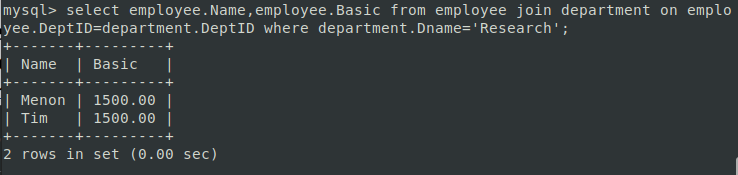 mysql> select employee.Name,employee.Basic from employee join department on emplo
yee.DeptID=department.DeptID where department.Dname='Research';
+-------+---------+
| Name  | Basic   |
+-------+---------+
| Menon | 1500.00 |
| Tim   | 1500.00 |
+-------+---------+
2 rows in set (0.00 sec)